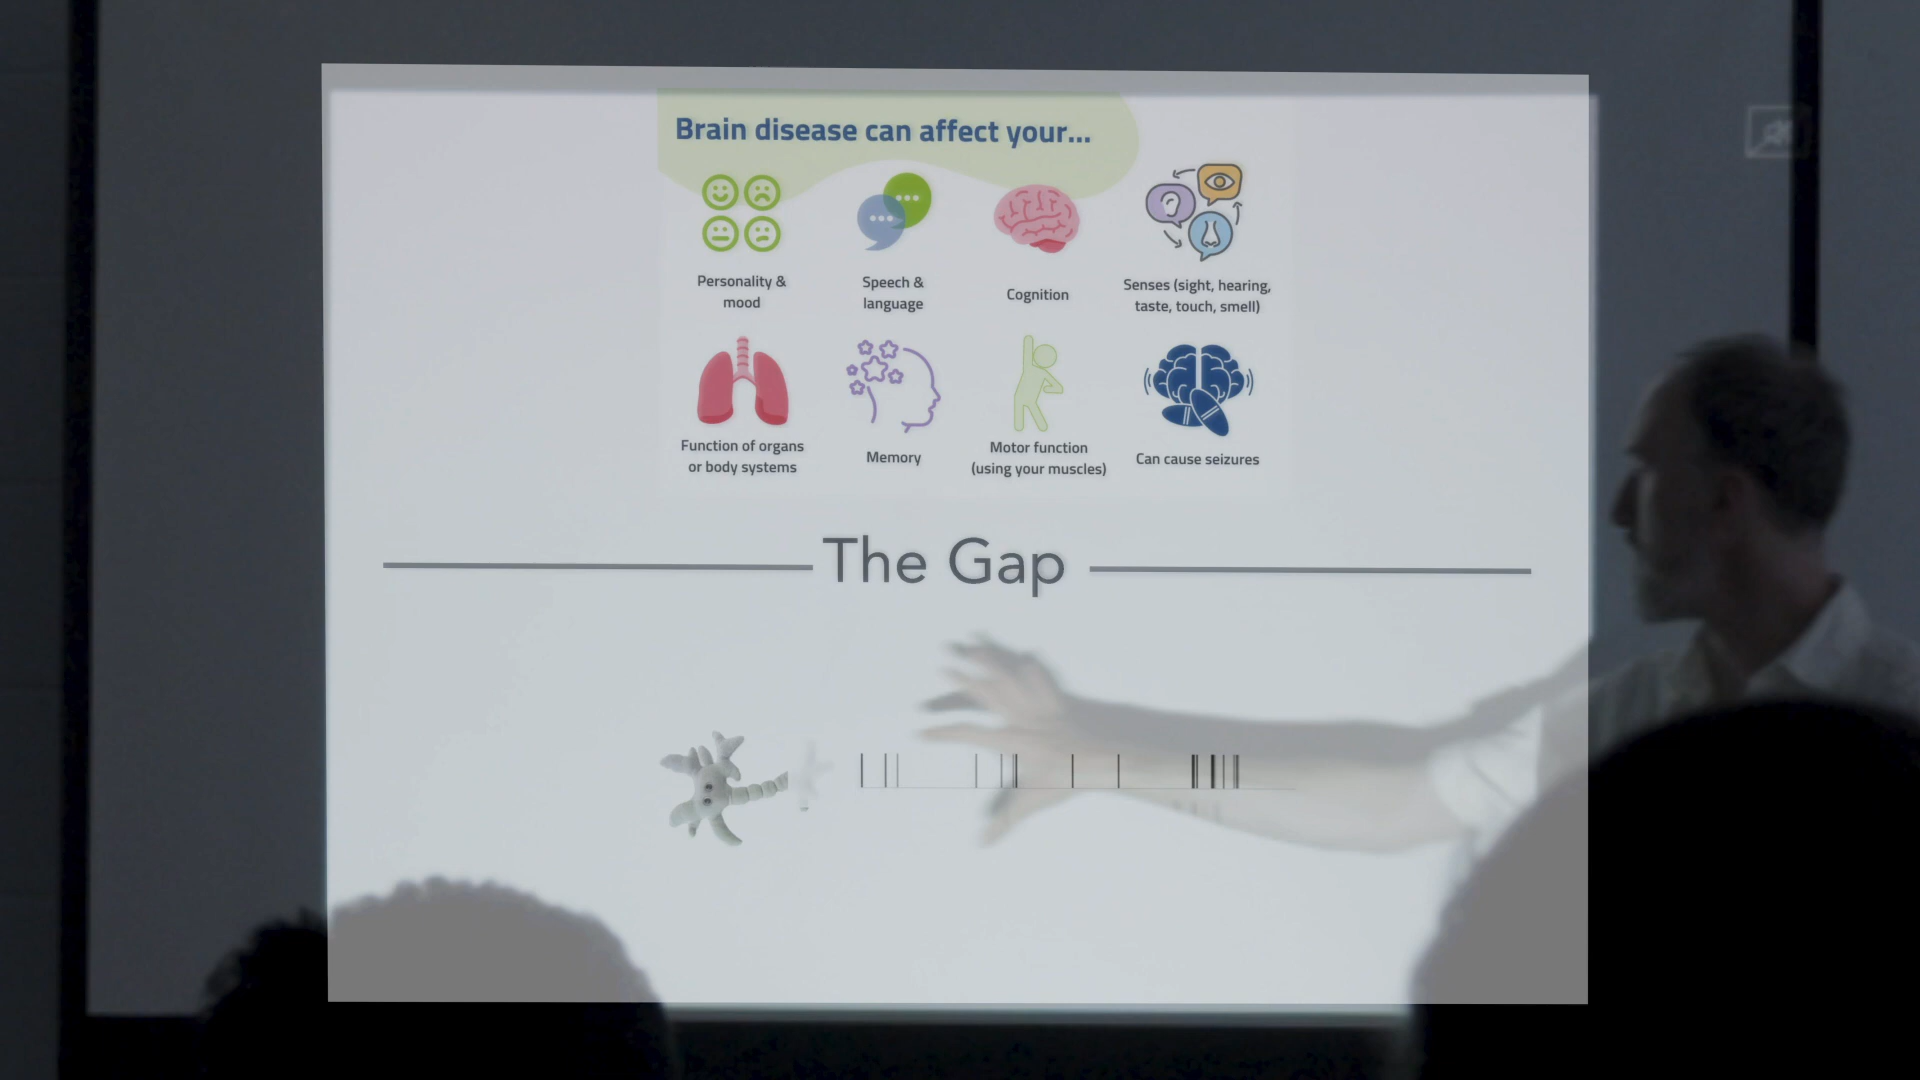 Brain disease can affect your...
Personality &
mood
Speech &
language
Cognition
Senses (sight, hearing,
taste, touch, smell)
Function of organs
or body systems
Memory
Motor function
(using your muscles)
Can cause seizures
The Gap